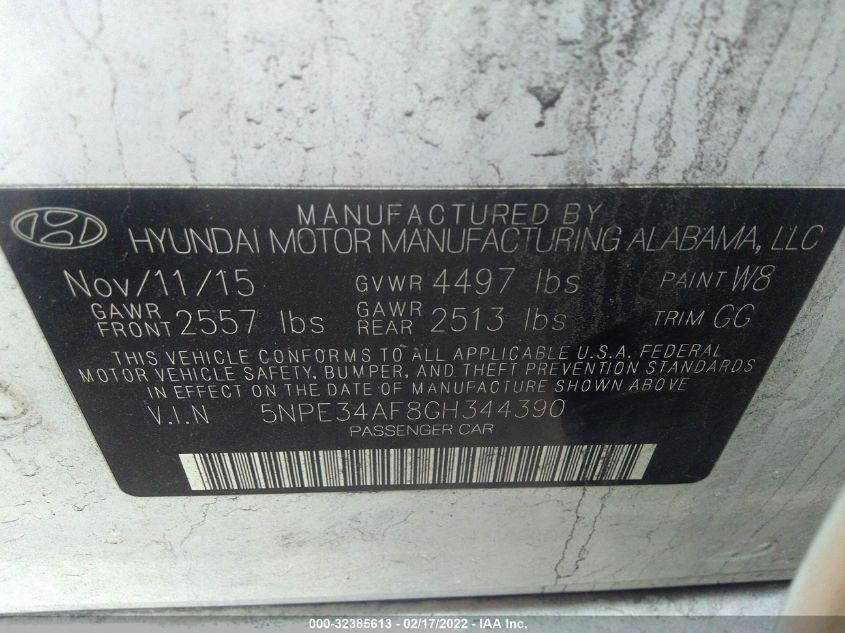 MANUFACTURED BY
HYUNDAI MOTOR MANUFACTURING ALABAMA, LLC
Nov/11/15 GVWR 4497 lbs PAINT W8
GAWR FRONT 2557 lbs GAWR REAR 2513 lbs TRIM GG
THIS VEHICLE CONFORMS TO ALL APPLICABLE U.S.A. FEDERAL
MOTOR VEHICLE SAFETY, BUMPER, AND THEFT PREVENTION STANDARDS
IN EFFECT ON THE DATE OF MANUFACTURE SHOWN ABOVE
V.I.N 5NPE34AF8GH344390
PASSENGER CAR
000-32385613 - 02/17/2022 - IAA Inc.